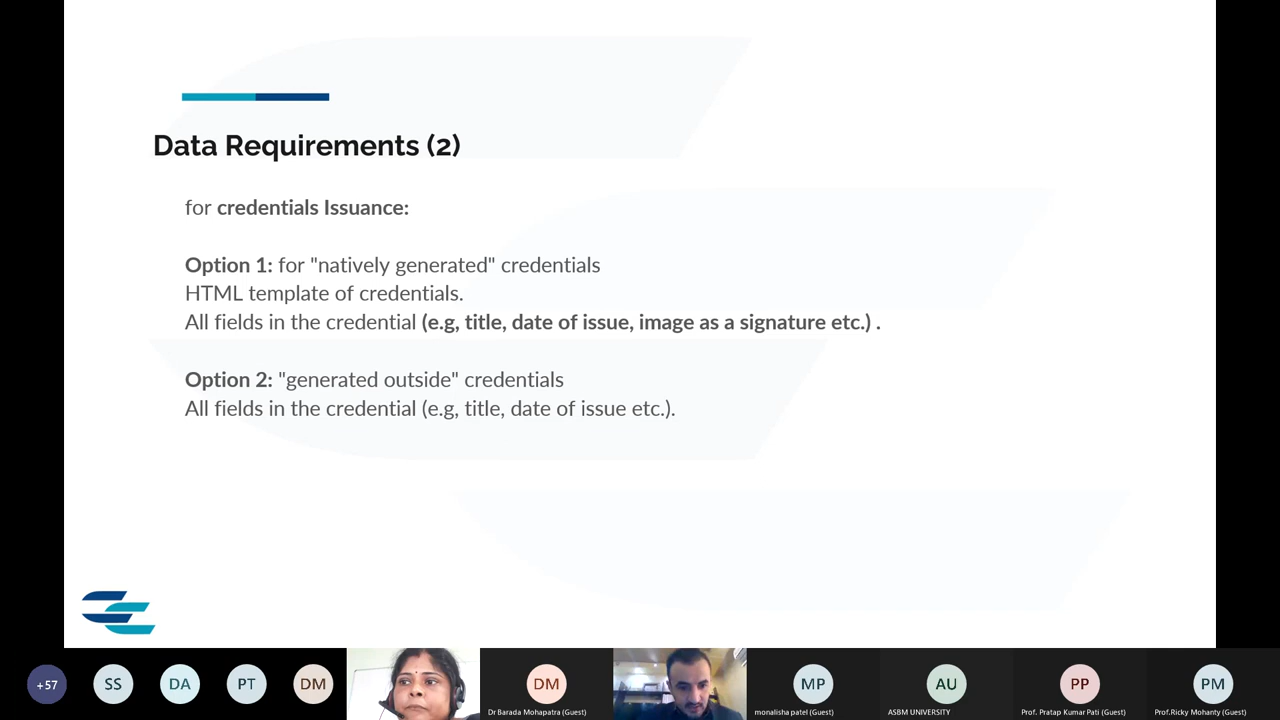 Data Requirements (2)
for credentials Issuance:
Option 1: for "natively generated" credentials
HTML template of credentials.
All fields in the credential (e.g, title, date of issue, image as a signature etc.) .
Option 2: "generated outside" credentials
All fields in the credential (e.g, title, date of issue etc.).
+57
SS
DA
PT
DM
DM
Dr Barada Mohapatra (Guest)
MP
monalisha patel (Guest)
AU
ASBM UNIVERSITY
PP
Prof. Pratap Kumar Pati (Guest)
PM
Prof.Ricky Mohanty (Guest)